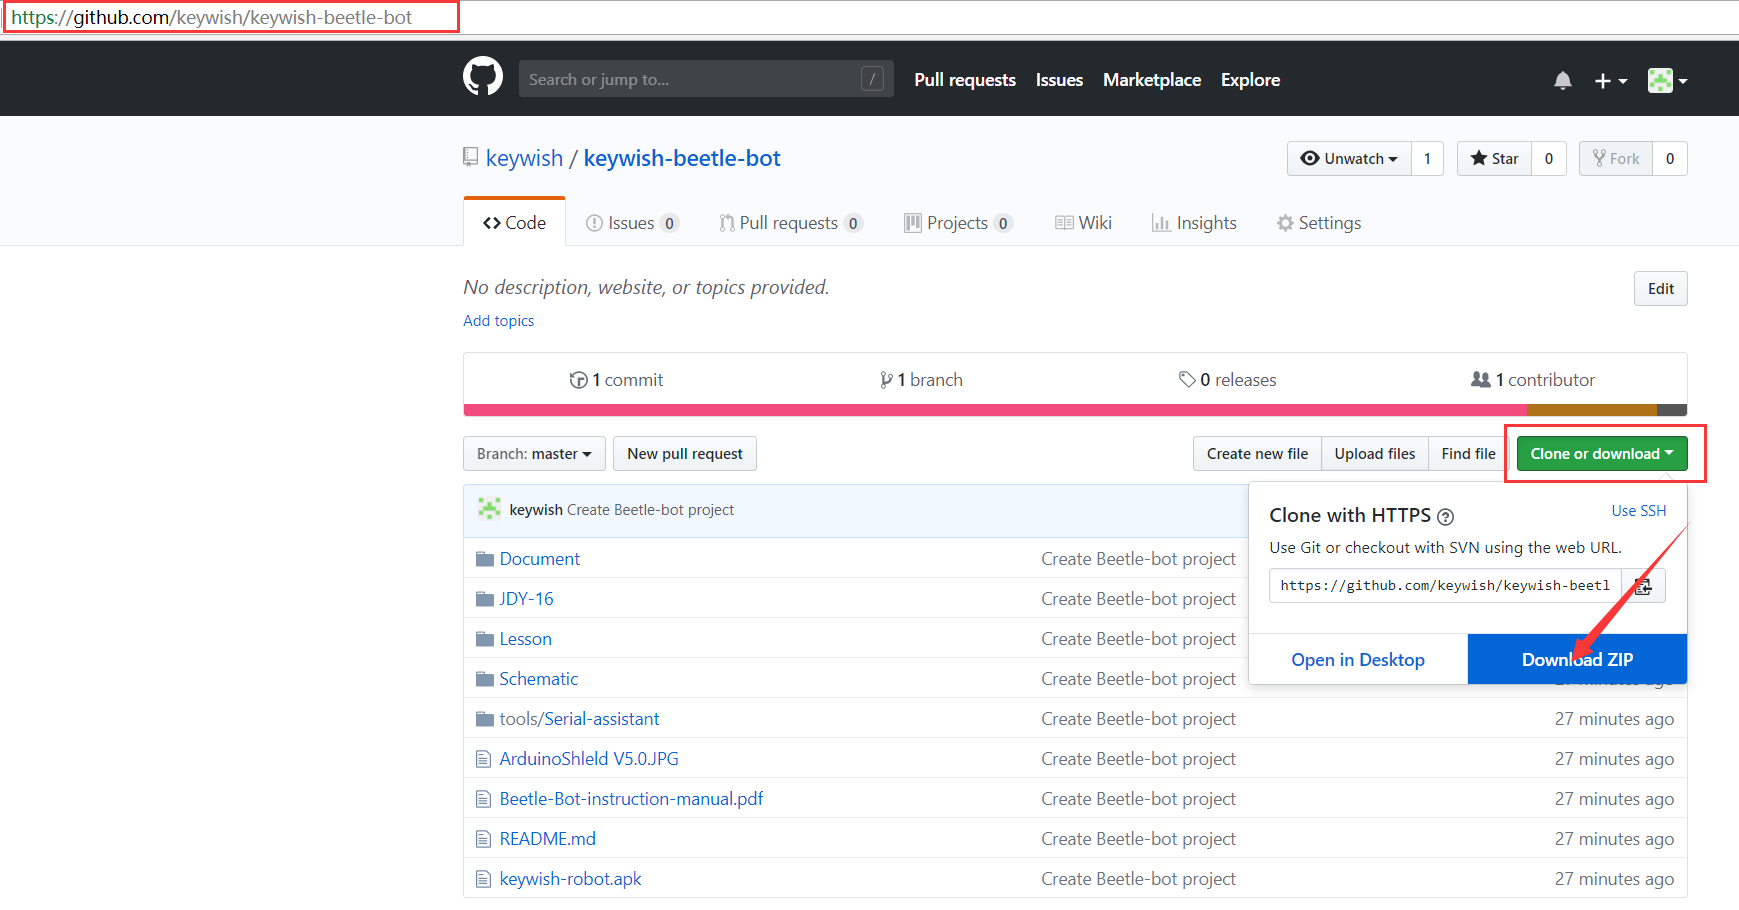 https://github.com/keywish/keywish-beetle-bot
Search or jump to... / Pull requests Issues Marketplace Explore
keywish / keywish-beetle-bot Unwatch 1 Star 0 Fork 0
Code Issues 0 Pull requests 0 Projects 0 Wiki Insights Settings
No description, website, or topics provided. Edit
Add topics
1 commit 1 branch 0 releases 1 contributor
Branch: master New pull request Create new file Upload files Find file Clone or download
keywish Create Beetle-bot project
Clone with HTTPS Use SSH
Use Git or checkout with SVN using the web URL.
https://github.com/keywish/keywish-beetl
Open in Desktop Download ZIP
Document Create Beetle-bot project
JDY-16 Create Beetle-bot project
Lesson Create Beetle-bot project
Schematic Create Beetle-bot project 27 minutes ago
tools/Serial-assistant Create Beetle-bot project 27 minutes ago
ArduinoShleld V5.0.JPG Create Beetle-bot project 27 minutes ago
Beetle-Bot-instruction-manual.pdf Create Beetle-bot project 27 minutes ago
README.md Create Beetle-bot project 27 minutes ago
keywish-robot.apk Create Beetle-bot project 27 minutes ago